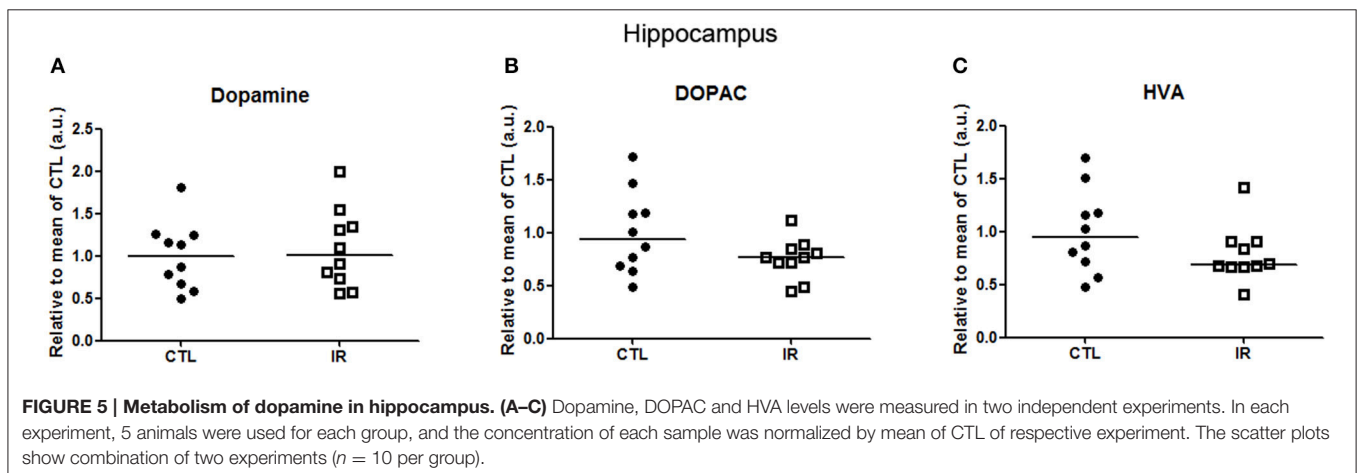 Hippocampus
A
Dopamine
Relative to mean of CTL (a.u.)
2.5
2.0
1.5
1.0
0.5
0.0
CTL IR
B
DOPAC
Relative to mean of CTL (a.u.)
2.0
1.5
1.0
0.5
0.0
CTL IR
C
HVA
Relative to mean of CTL (a.u.)
2.0
1.5
1.0
0.5
0.0
CTL IR
FIGURE 5 | Metabolism of dopamine in hippocampus. (A–C) Dopamine, DOPAC and HVA levels were measured in two independent experiments. In each
experiment, 5 animals were used for each group, and the concentration of each sample was normalized by mean of CTL of respective experiment. The scatter plots
show combination of two experiments (n = 10 per group).